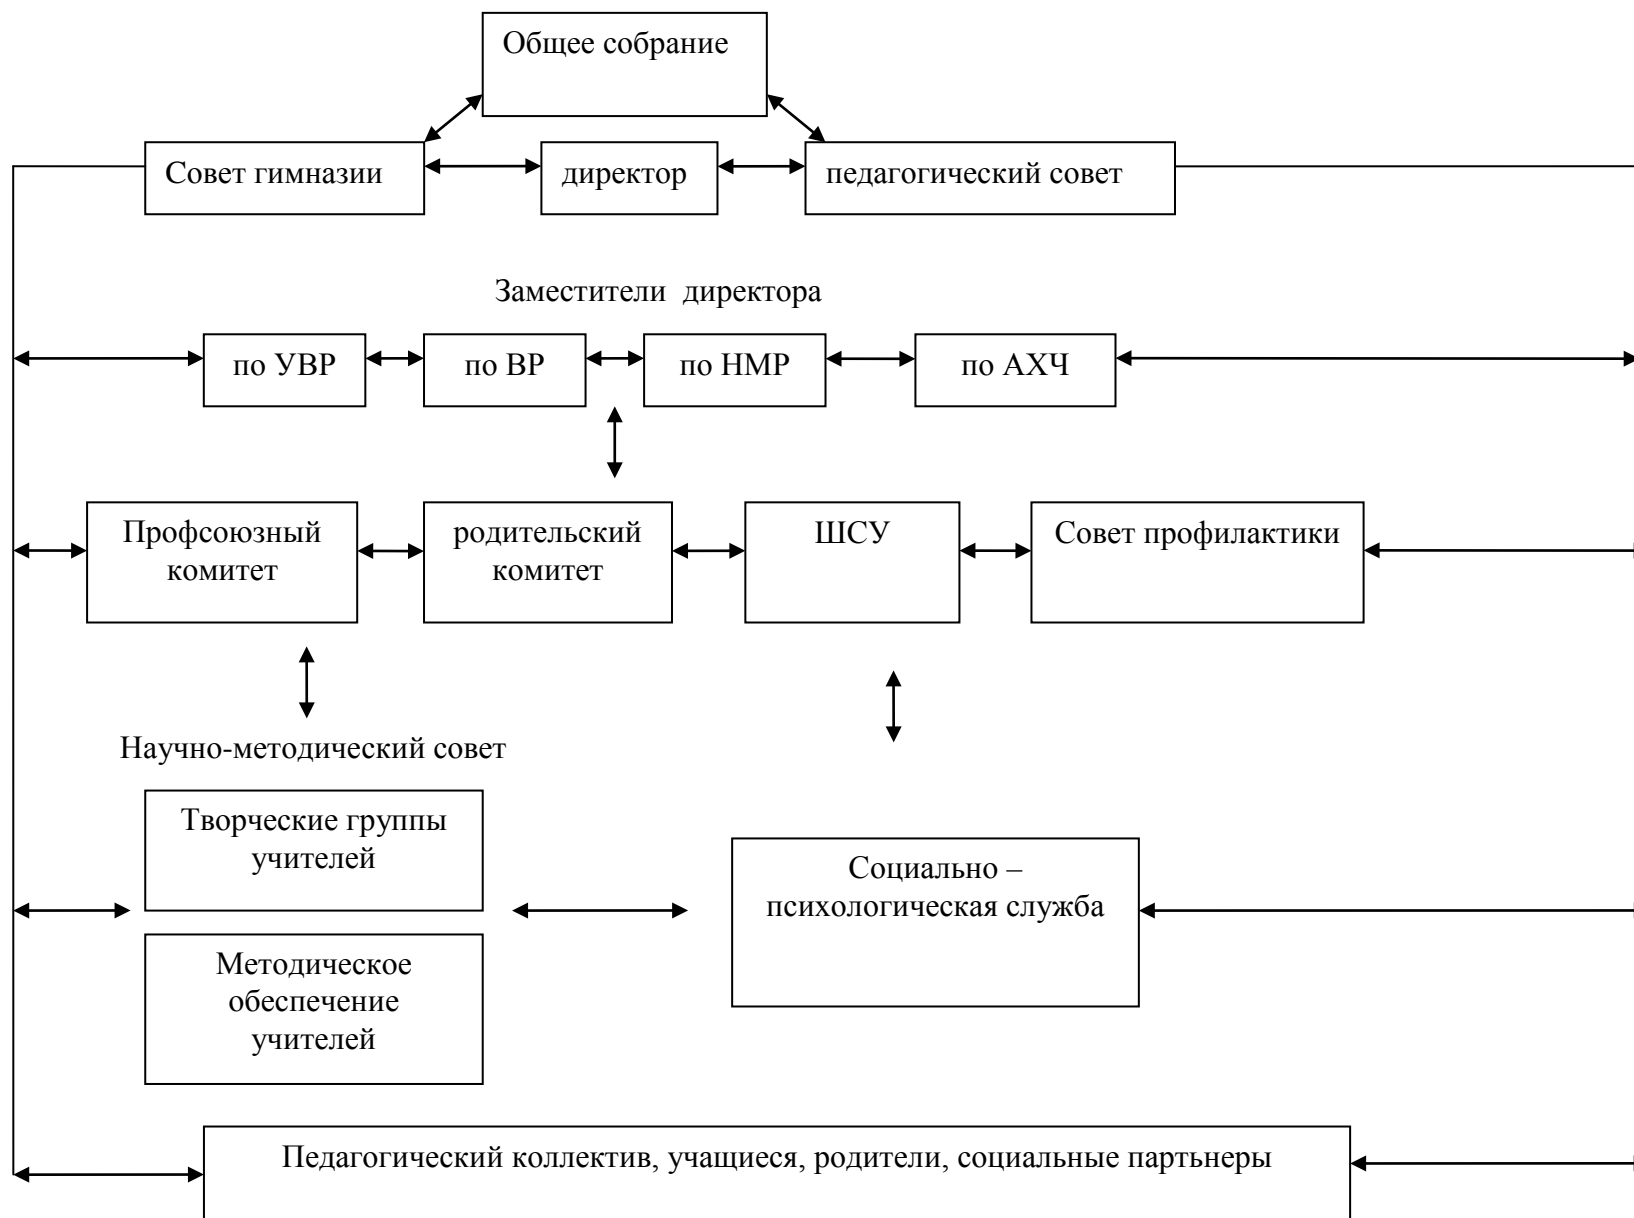 Общее собрание
Совет гимназии
директор
педагогический совет
Заместители директора
по УВР
по ВР
по НМР
по АХЧ
Профсоюзный
комитет
родительский
комитет
ШСУ
Совет профилактики
Научно-методический совет
Творческие группы
учителей
Социально –
психологическая служба
Методическое
обеспечение
учителей
Педагогический коллектив, учащиеся, родители, социальные партьнеры